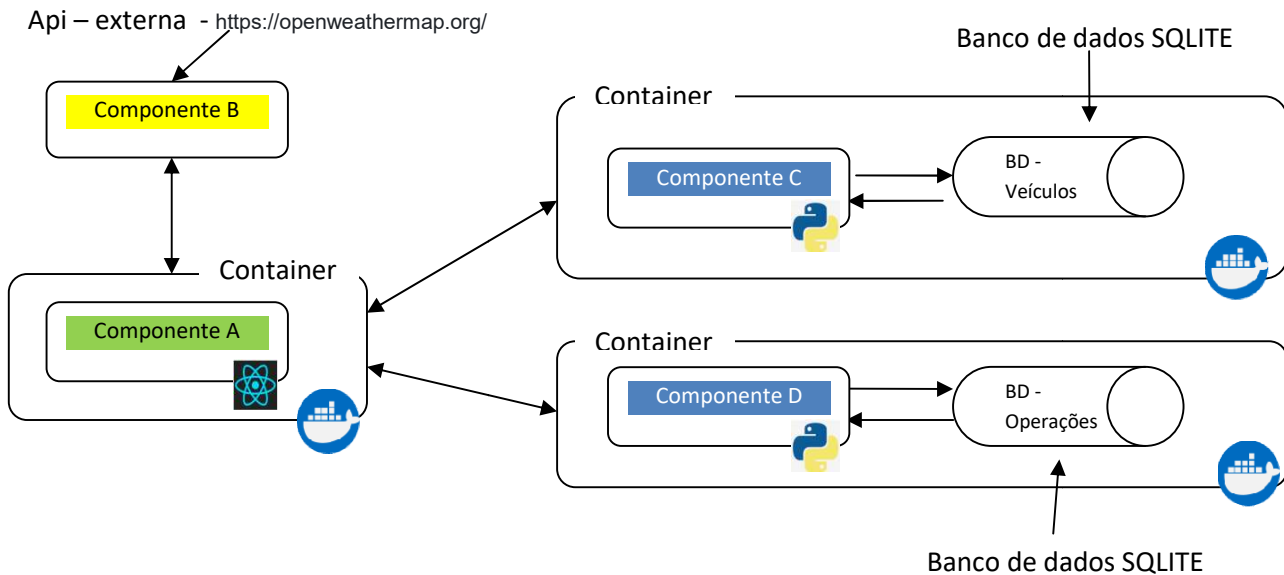 Api – externa - https://openweathermap.org/
Banco de dados SQLITE
Componente B
Container
Componente C
BD -
Veículos
Container
Componente A
Container
Componente D
BD -
Operações
Banco de dados SQLITE